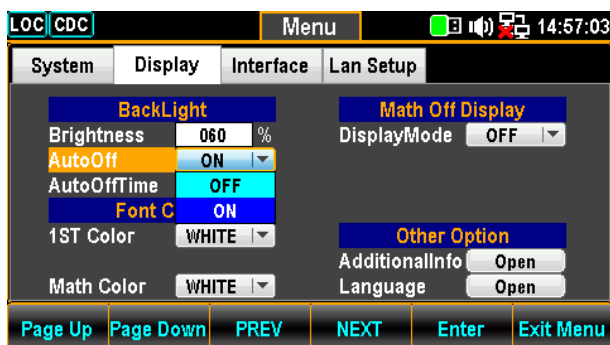 LOC CDC Menu 14:57:03
System Display Interface Lan Setup
BackLight
Brightness 060 %
AutoOff ON
AutoOffTime OFF
Font C ON
1ST Color WHITE
Math Color WHITE
Math Off Display
DisplayMode OFF
Other Option
AdditionalInfo Open
Language Open
Page Up Page Down PREV NEXT Enter Exit Menu